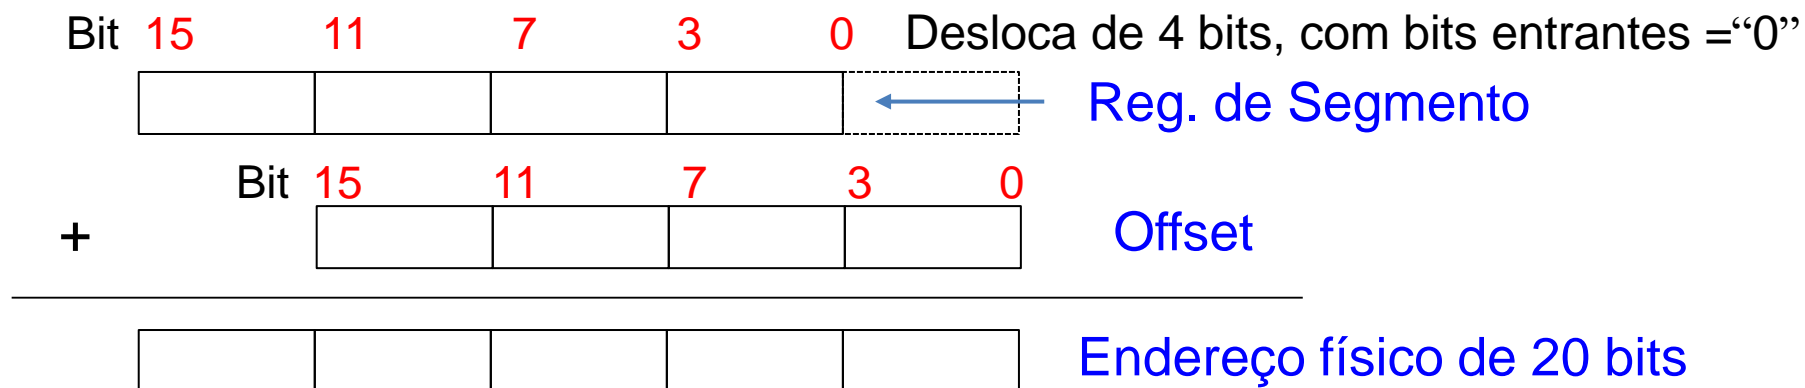 Bit 15 11 7 3 0 Desloca de 4 bits, com bits entrantes =“0”
Reg. de Segmento
Bit 15 11 7 3 0
+ Offset
Endereço físico de 20 bits